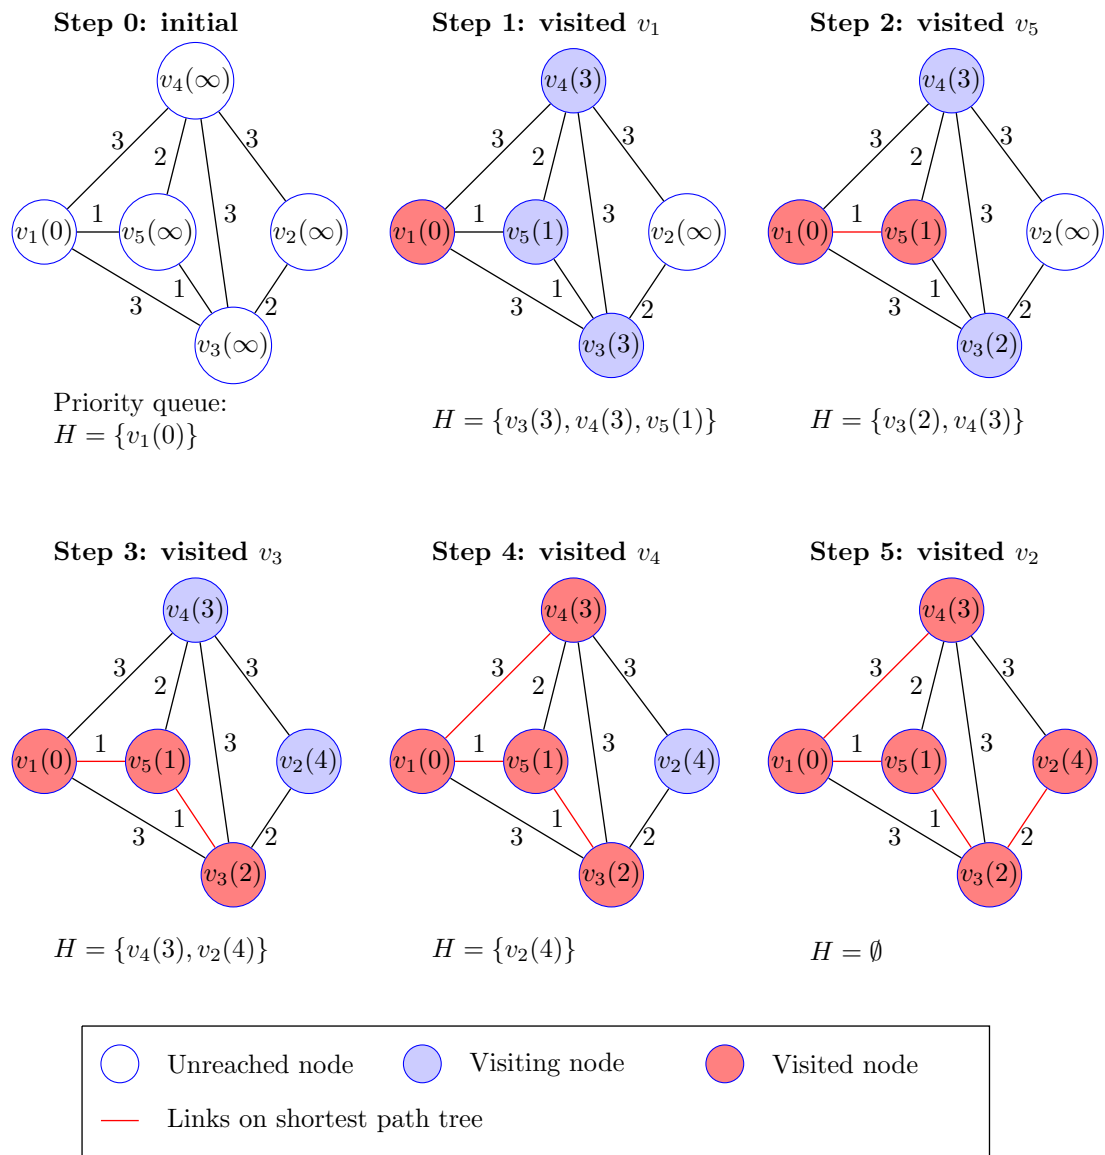 Step 0: initial
v₄(∞)
3
2
3
1
3
v₁(0)
v₅(∞)
v₂(∞)
1
3
2
v₃(∞)
Priority queue:
H = {v₁(0)}
Step 1: visited v₁
v₄(3)
3
2
3
1
3
v₁(0)
v₅(1)
v₂(∞)
1
3
2
v₃(3)
H = {v₃(3), v₄(3), v₅(1)}
Step 2: visited v₅
v₄(3)
3
2
3
1
3
v₁(0)
v₅(1)
v₂(∞)
1
3
2
v₃(2)
H = {v₃(2), v₄(3)}
Step 3: visited v₃
v₄(3)
3
2
3
1
3
v₁(0)
v₅(1)
v₂(4)
1
3
2
v₃(2)
H = {v₄(3), v₂(4)}
Step 4: visited v₄
v₄(3)
3
2
3
1
3
v₁(0)
v₅(1)
v₂(4)
1
3
2
v₃(2)
H = {v₂(4)}
Step 5: visited v₂
v₄(3)
3
2
3
1
3
v₁(0)
v₅(1)
v₂(4)
1
3
2
v₃(2)
H = ∅
Unreached node
Visiting node
Visited node
Links on shortest path tree